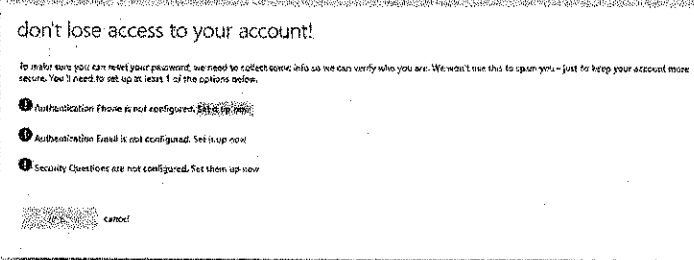 don't lose access to your account!
To make sure you can reset your password, we need to collect some info so we can verify who you are. We won't use this to spam you - just to keep your account more
secure. You'll need to set up at least 1 of the options below.
Authentication Phone is not configured. Set it up now
Authentication Email is not configured. Set it up now
Security Questions are not configured. Set them up now
cancel